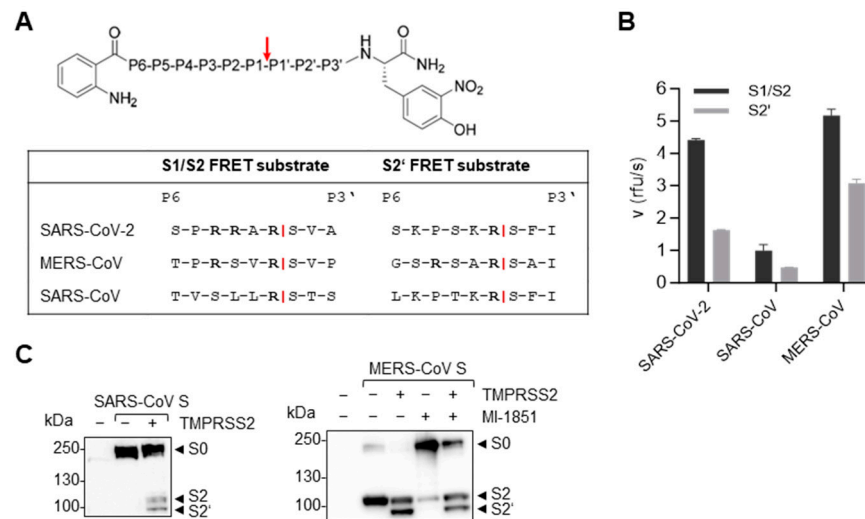 A
O
P6-P5-P4-P3-P2-P1-P1'-P2'-P3'
NH2
H
N
O
NH2
NO2
OH
S1/S2 FRET substrate S2‘ FRET substrate
P6 P3‘ P6 P3‘
SARS-CoV-2 S-P-R-R-A-R|S-V-A S-K-P-S-K-R|S-F-I
MERS-CoV T-P-R-S-V-R|S-V-P G-S-R-S-A-R|S-A-I
SARS-CoV T-V-S-L-L-R|S-T-S L-K-P-T-K-R|S-F-I
B
S1/S2
S2'
v (rfu/s)
6
5
4
3
2
1
0
SARS-CoV-2
SARS-CoV
MERS-CoV
C
SARS-CoV S
kDa – – + TMPRSS2
250 S0
130
100 S2
S2'
MERS-CoV S
– – + – + TMPRSS2
kDa – – – + + MI-1851
250 S0
130
100 S2
S2'